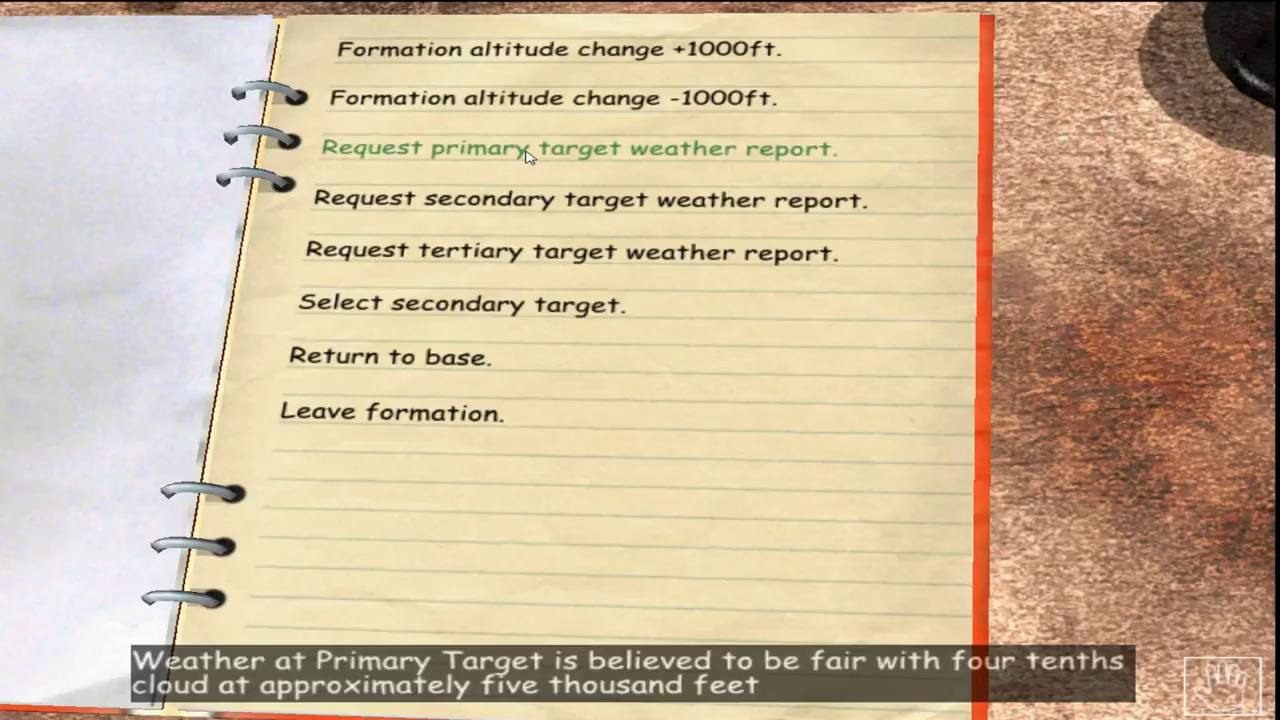 Formation altitude change +1000ft.
Formation altitude change -1000ft.
Request primary target weather report.
Request secondary target weather report.
Request tertiary target weather report.
Select secondary target.
Return to base.
Leave formation.
Weather at Primary Target is believed to be fair with four tenths
cloud at approximately five thousand feet